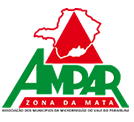 AMPAR
ZONA DA MATA
ASSOCIAÇÃO DOS MUNICÍPIOS DA MICRORREGIÃO DO VALE DO PARAIBUNA